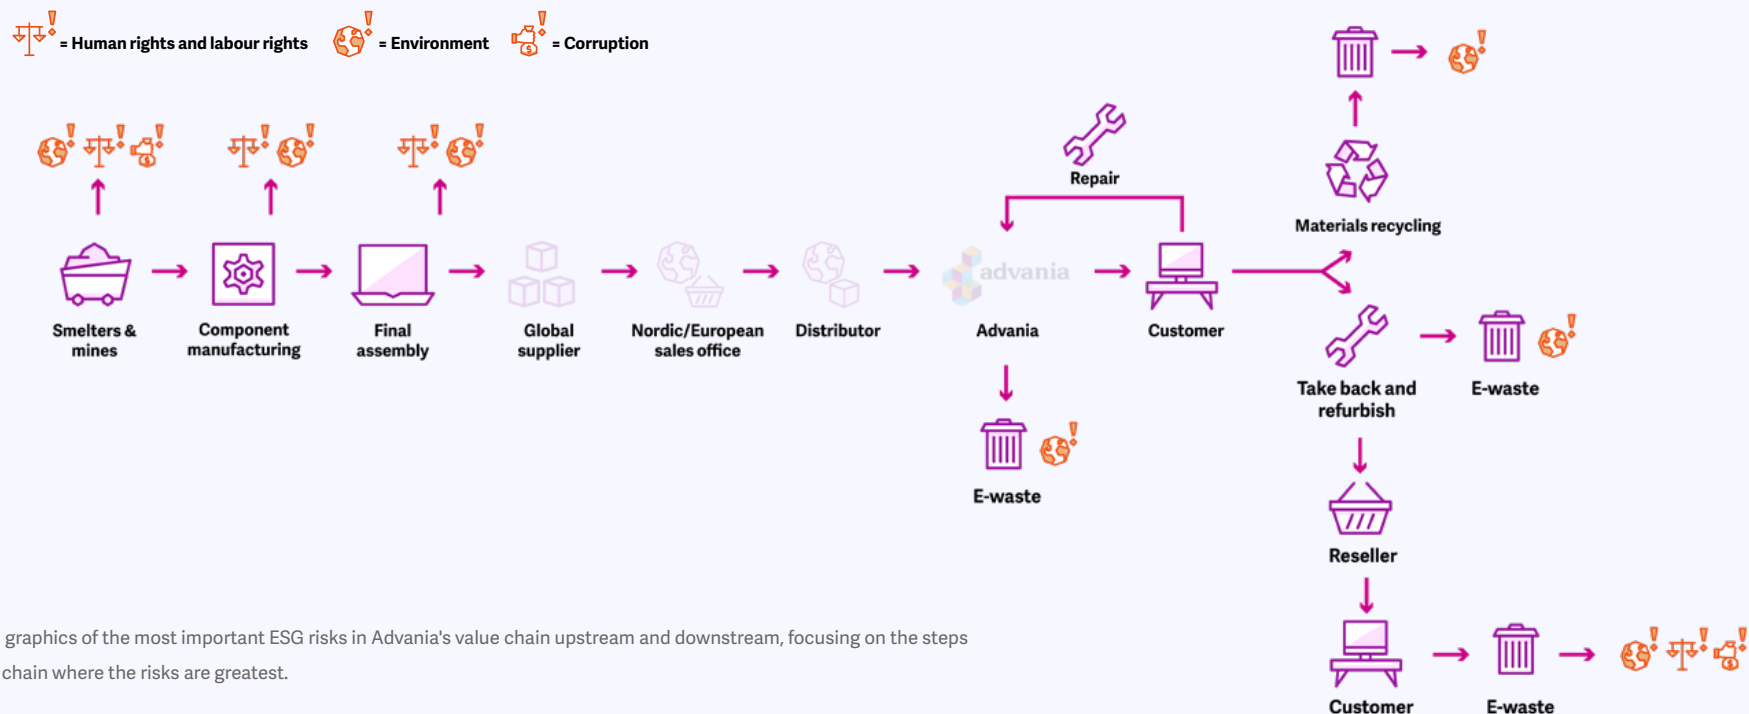 = Human rights and labour rights
= Environment
= Corruption
Repair
Materials recycling
advania
Smelters &
mines
Component
manufacturing
Final
assembly
Global
supplier
Nordic/European
sales office
Distributor
Advania
Customer
Take back and
refurbish
E-waste
E-waste
Reseller
graphics of the most important ESG risks in Advania's value chain upstream and downstream, focusing on the steps
chain where the risks are greatest.
Customer
E-waste